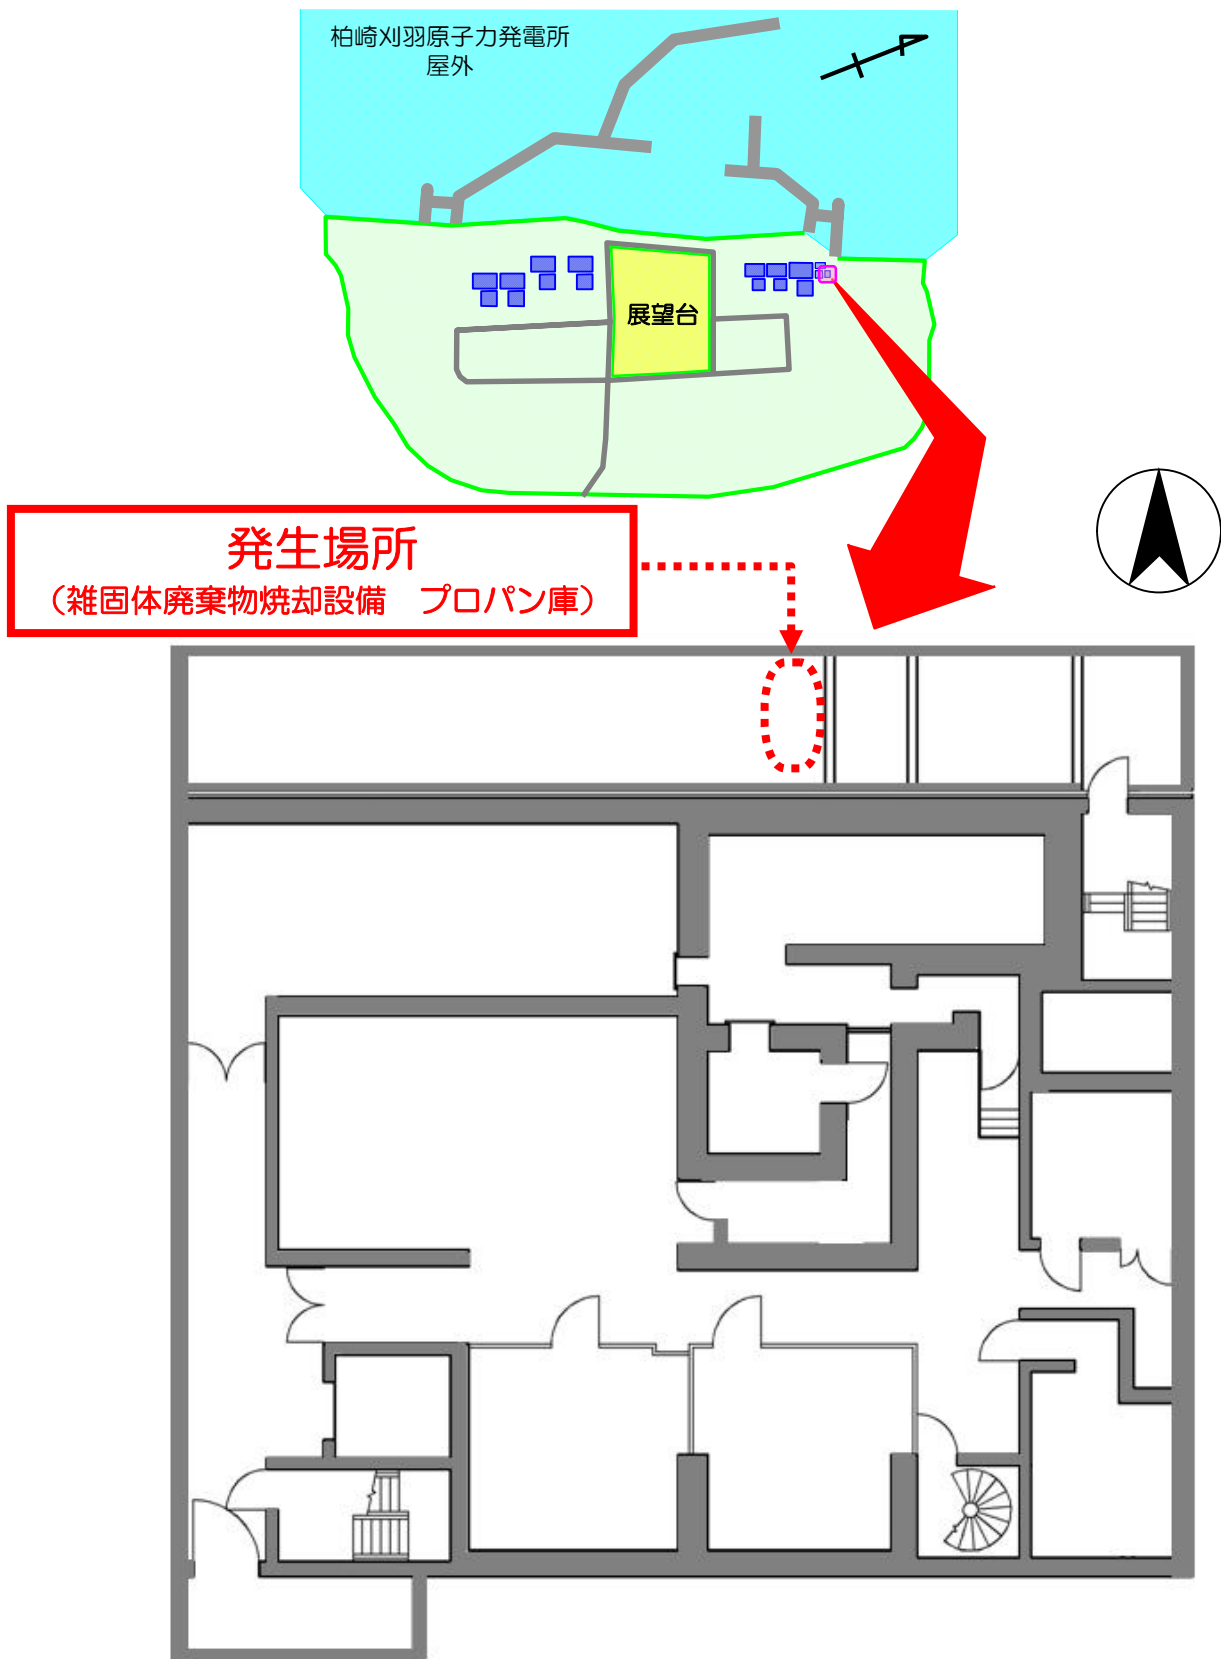 柏崎刈羽原子力発電所
屋外
展望台
発生場所
（雑固体廃棄物焼却設備　プロパン庫）